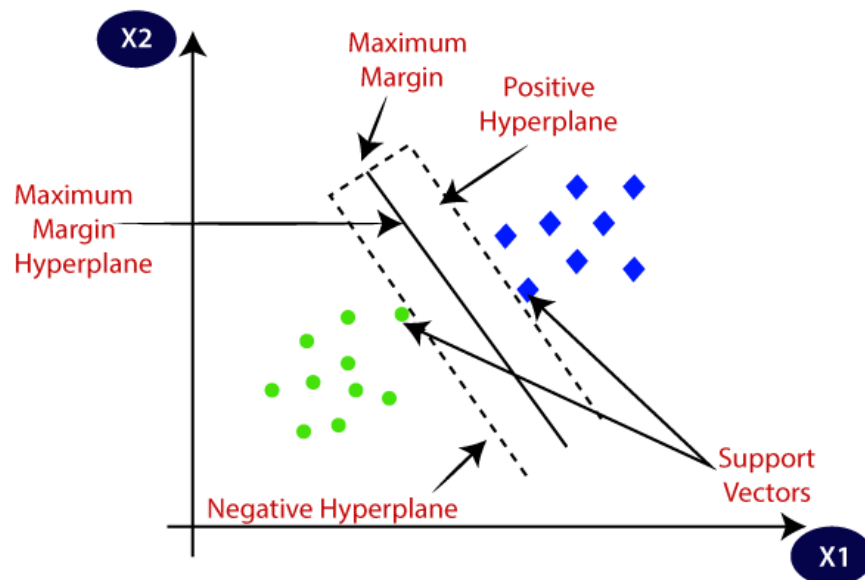 X2
Maximum
Margin
Positive
Hyperplane
Maximum
Margin
Hyperplane
Support
Vectors
Negative Hyperplane
X1